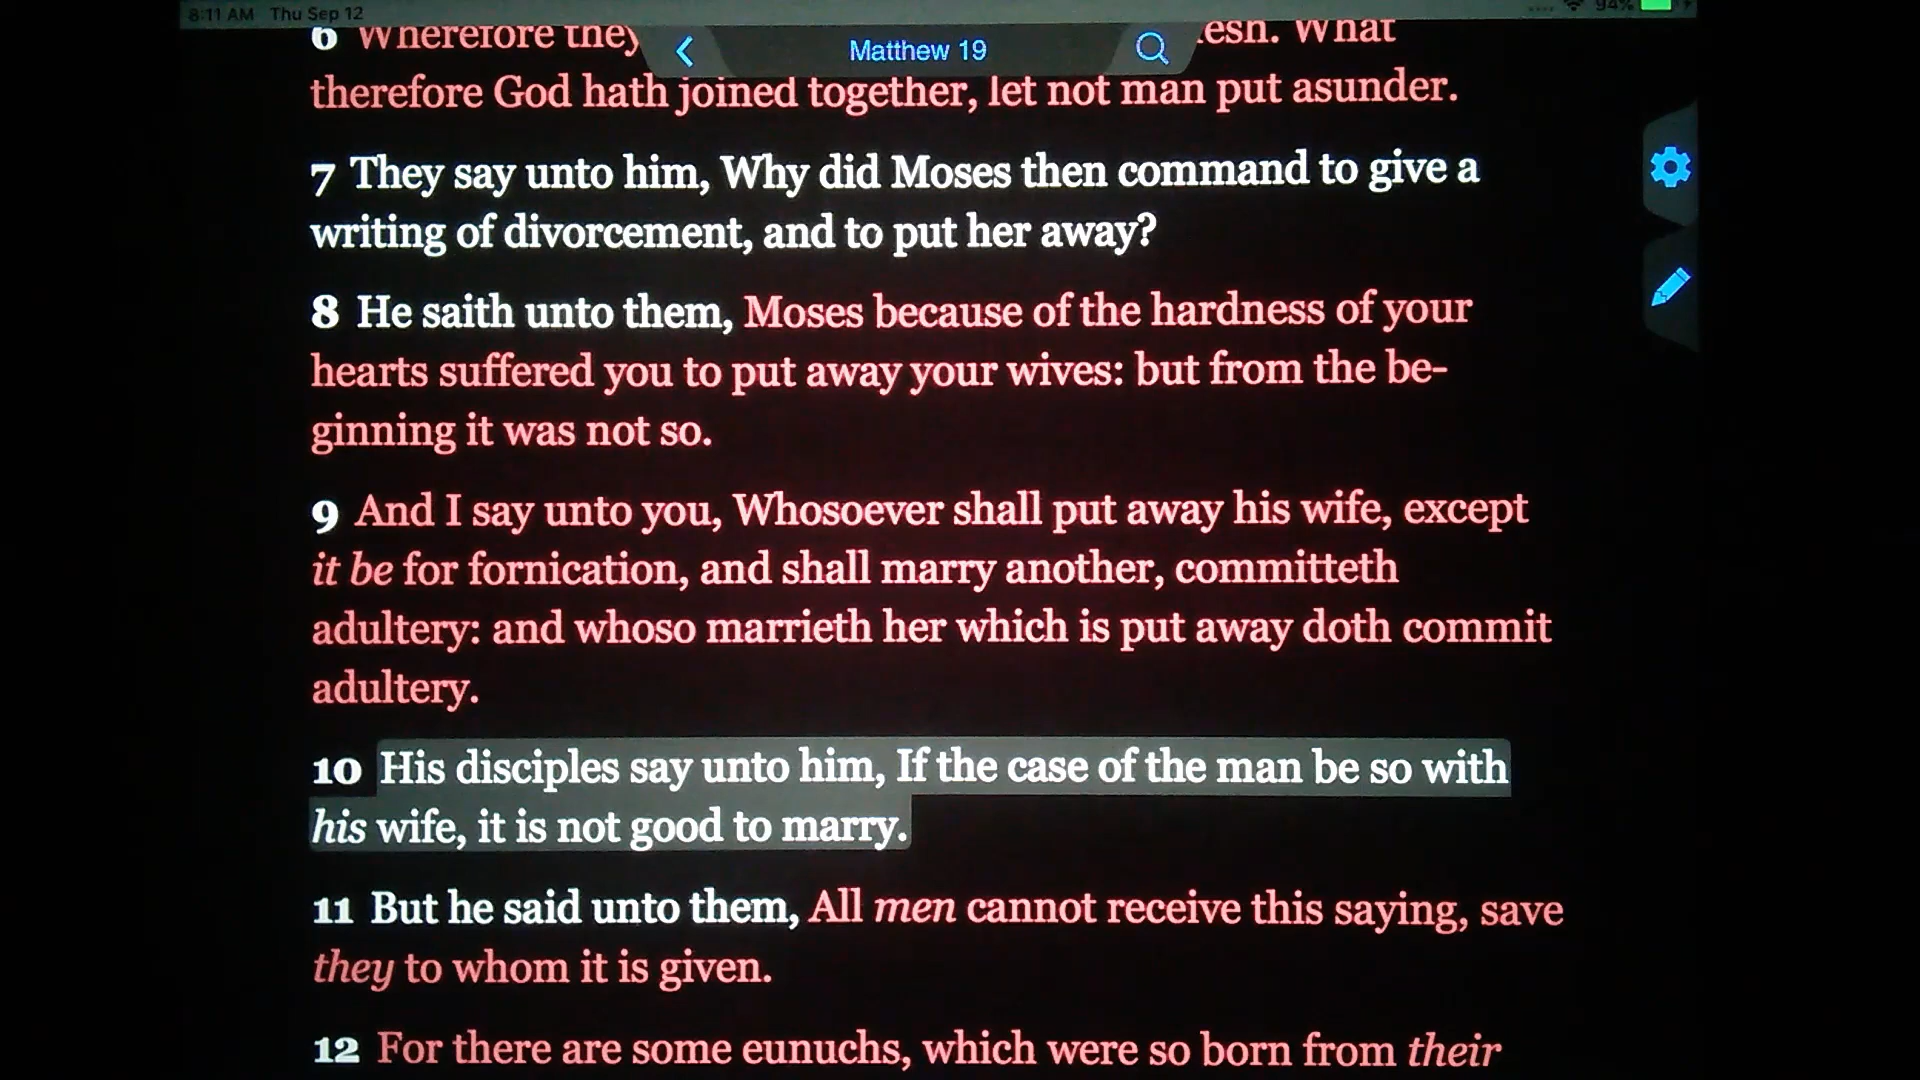 8:11 AM Thu Sep 12
94%
Matthew 19
6 Wherefore they esh. What
therefore God hath joined together, let not man put asunder.
7 They say unto him, Why did Moses then command to give a
writing of divorcement, and to put her away?
8 He saith unto them, Moses because of the hardness of your
hearts suffered you to put away your wives: but from the be-
ginning it was not so.
9 And I say unto you, Whosoever shall put away his wife, except
it be for fornication, and shall marry another, committeth
adultery: and whoso marrieth her which is put away doth commit
adultery.
10 His disciples say unto him, If the case of the man be so with
his wife, it is not good to marry.
11 But he said unto them, All men cannot receive this saying, save
they to whom it is given.
12 For there are some eunuchs, which were so born from their